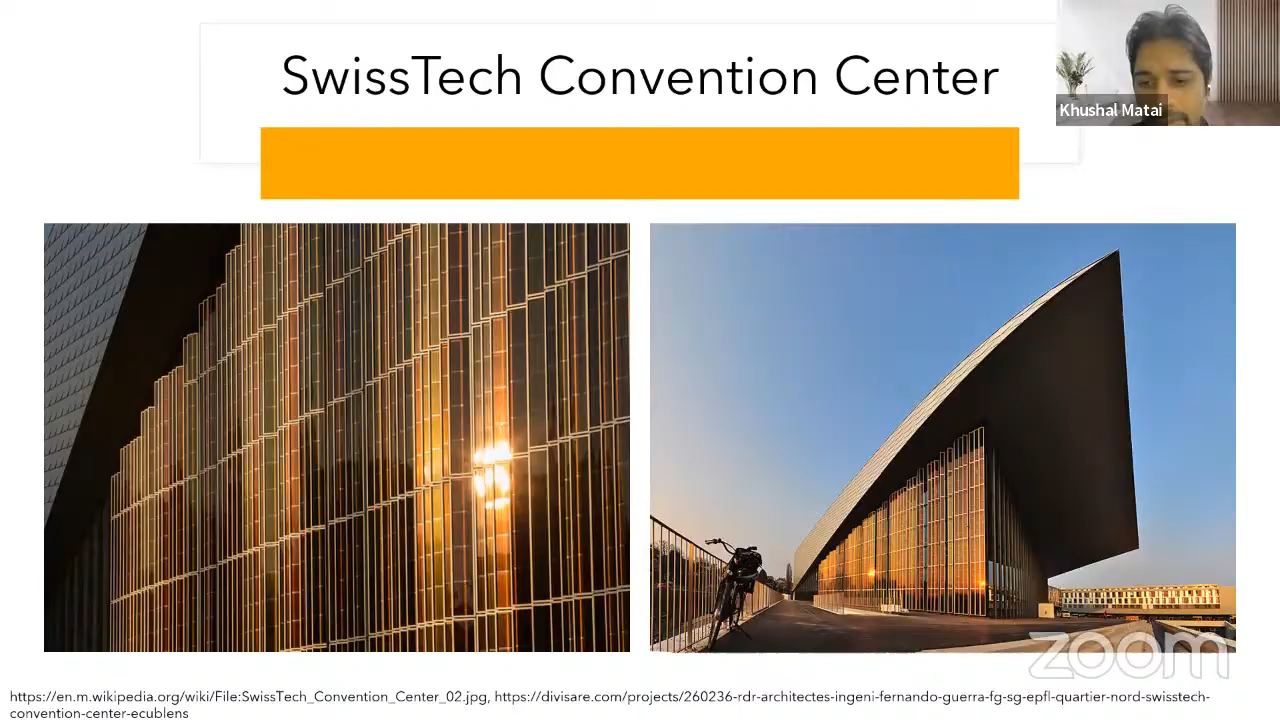 SwissTech Convention Center
Khushal Matai
zoom
https://en.m.wikipedia.org/wiki/File:SwissTech_Convention_Center_02.jpg, https://divisare.com/projects/260236-rdr-architectes-ingeni-fernando-guerra-fg-sg-epfl-quartier-nord-swisstech-
convention-center-ecublens